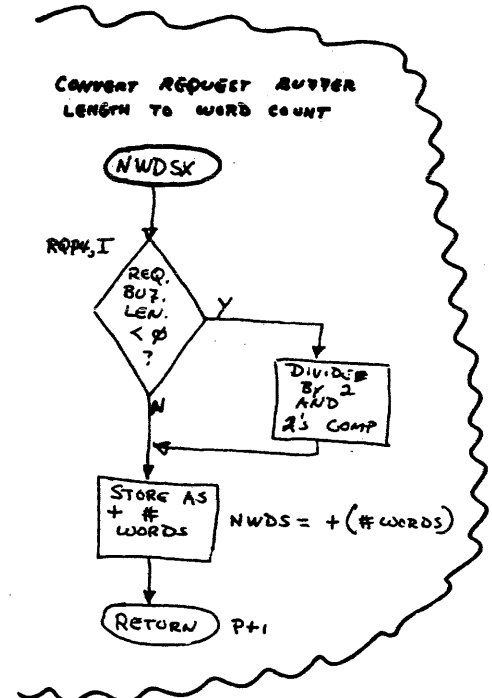 CONVERT REQUEST BUFFER
LENGTH TO WORD COUNT
NWDSX
RQP4,I
REQ.
BUF.
LEN.
< Ø
?
Y
DIVIDE
BY 2
AND
2's COMP
N
STORE AS
+ #
WORDS
NWDS = + (# WORDS)
RETURN
P+1